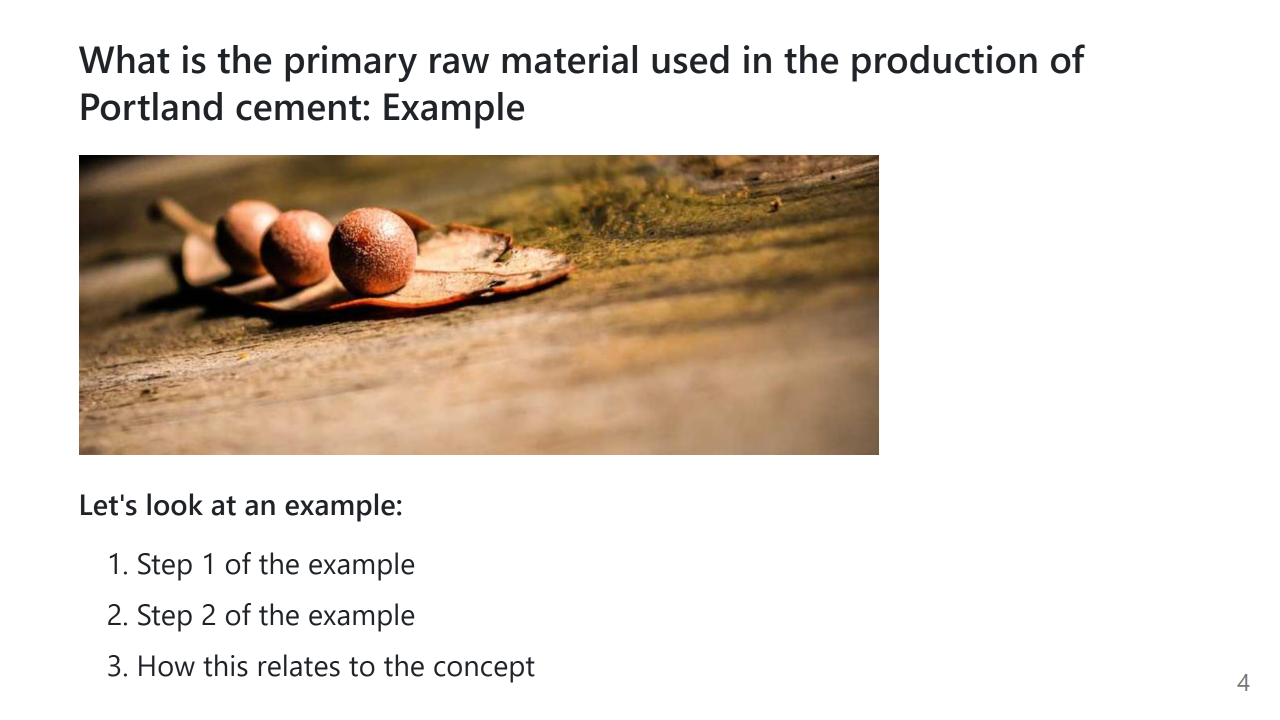 What is the primary raw material used in the production of
Portland cement: Example
Let's look at an example:
1. Step 1 of the example
2. Step 2 of the example
3. How this relates to the concept
4